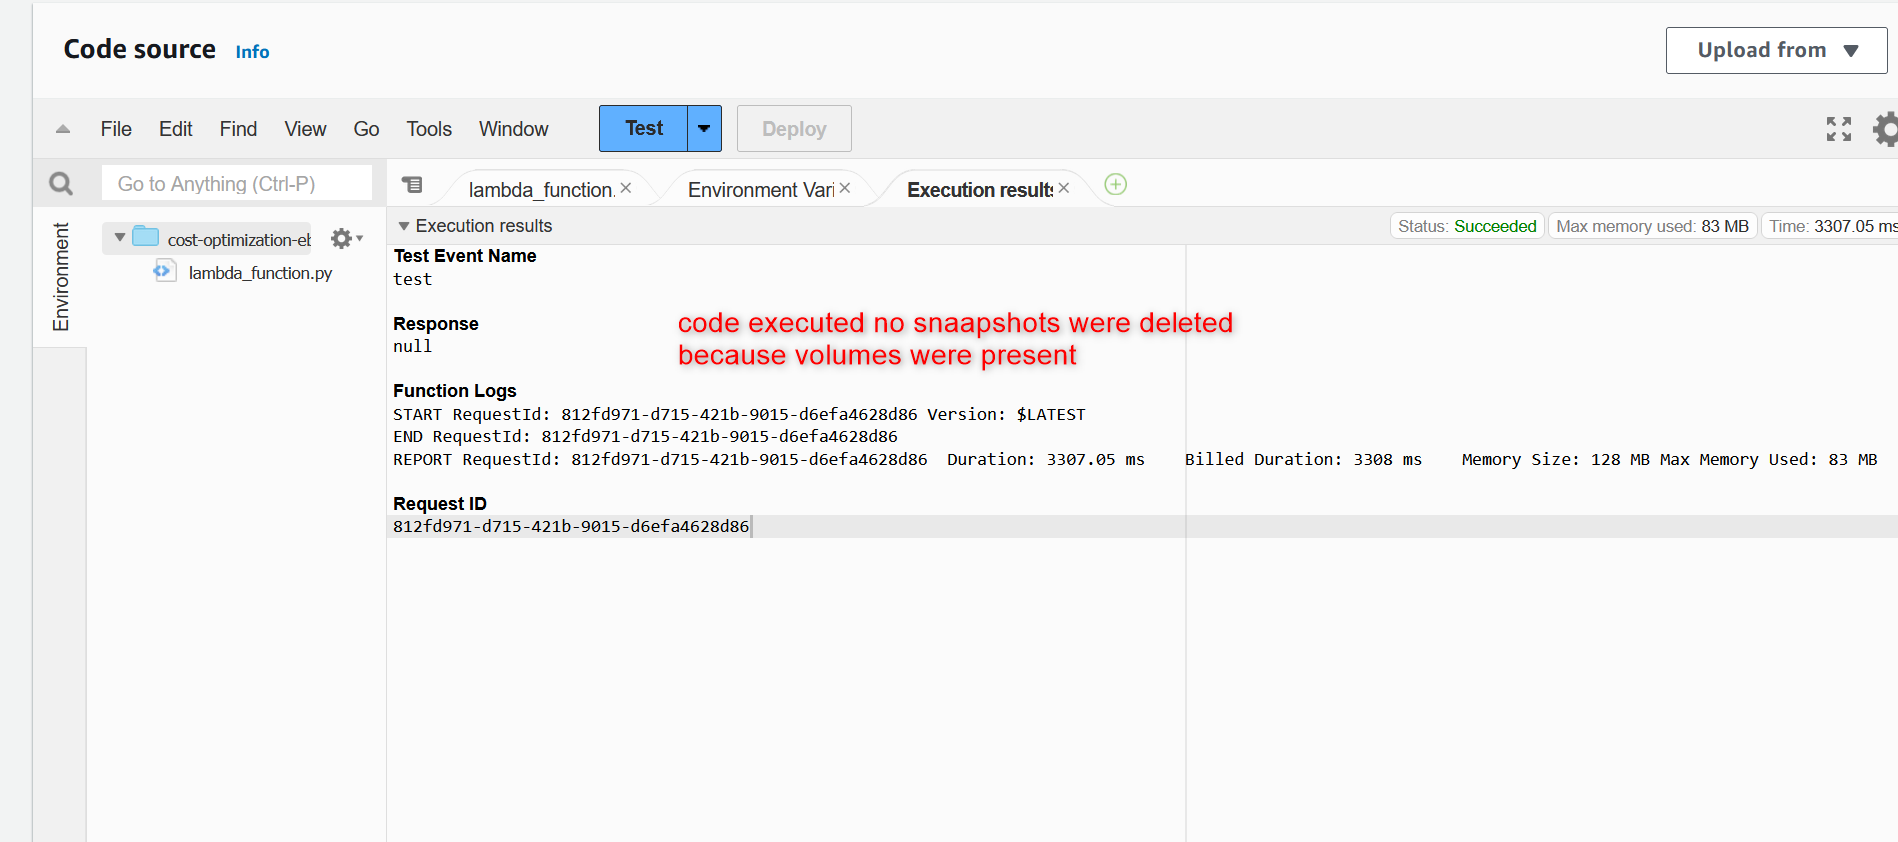 Code source Info
Upload from
File Edit Find View Go Tools Window Test Deploy
Go to Anything (Ctrl-P)
lambda_function. Environment Vari Execution results
Environment
cost-optimization-eb
lambda_function.py
Execution results
Status: Succeeded Max memory used: 83 MB Time: 3307.05 ms
Test Event Name
test
Response
null
code executed no snaapshots were deleted
because volumes were present
Function Logs
START RequestId: 812fd971-d715-421b-9015-d6efa4628d86 Version: $LATEST
END RequestId: 812fd971-d715-421b-9015-d6efa4628d86
REPORT RequestId: 812fd971-d715-421b-9015-d6efa4628d86 Duration: 3307.05 ms Billed Duration: 3308 ms Memory Size: 128 MB Max Memory Used: 83 MB
Request ID
812fd971-d715-421b-9015-d6efa4628d86